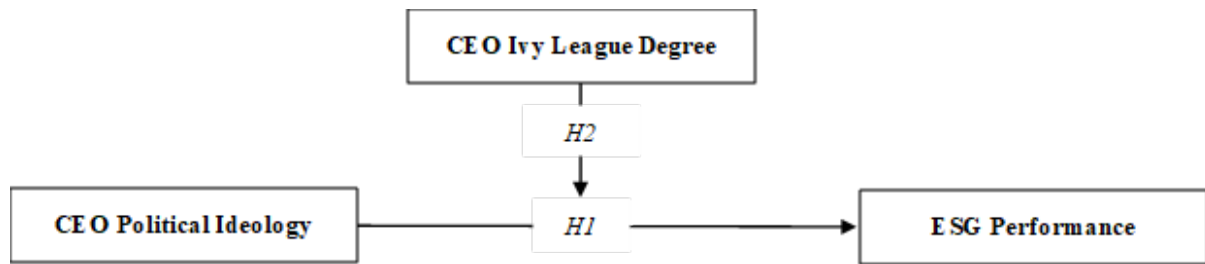 CEO Ivy League Degree
H2
CEO Political Ideology
H1
ESG Performance